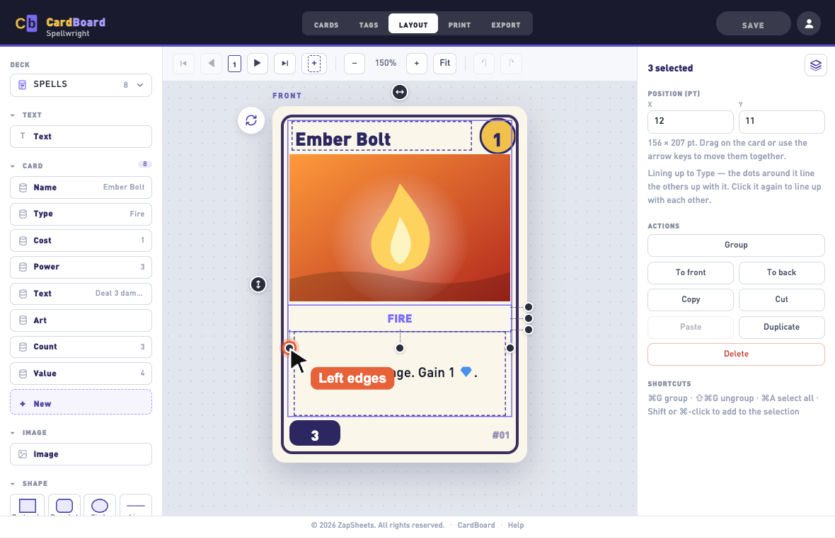 Cb CardBoard
Spellwright
CARDS TAGS LAYOUT PRINT EXPORT
SAVE
DECK
SPELLS 8
TEXT
T Text
CARD 8
Name Ember Bolt
Type Fire
Cost 1
Power 3
Text Deal 3 dam...
Art
Count 3
Value 4
+ New
IMAGE
Image
SHAPE
1
− 150% + Fit
FRONT
Ember Bolt
1
FIRE
ge. Gain 1 .
Left edges
3
#01
3 selected
POSITION (PT)
X Y
12 11
156 × 207 pt. Drag on the card or use the
arrow keys to move them together.
Lining up to Type — the dots around it line
the others up with it. Click it again to line up
with each other.
ACTIONS
Group
To front To back
Copy Cut
Paste Duplicate
Delete
SHORTCUTS
⌘G group · ⇧⌘G ungroup · ⌘A select all ·
Shift or ⌘-click to add to the selection
© 2026 ZapSheets. All rights reserved. · CardBoard · Help